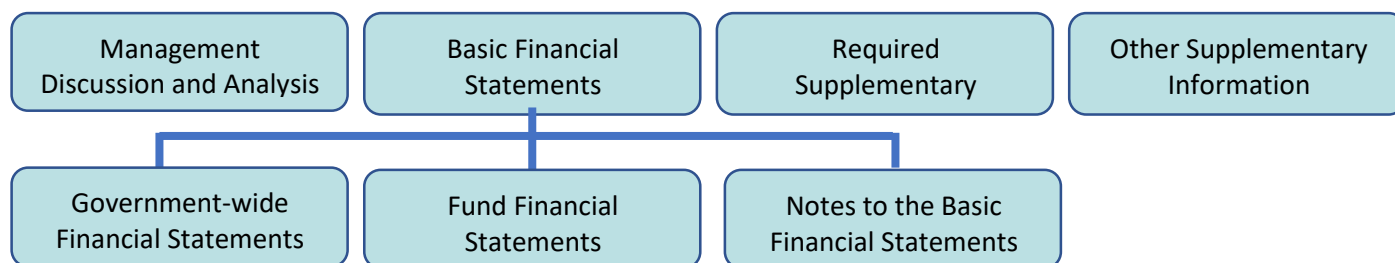 Management
Discussion and Analysis
Basic Financial
Statements
Required
Supplementary
Other Supplementary
Information
Government-wide
Financial Statements
Fund Financial
Statements
Notes to the Basic
Financial Statements